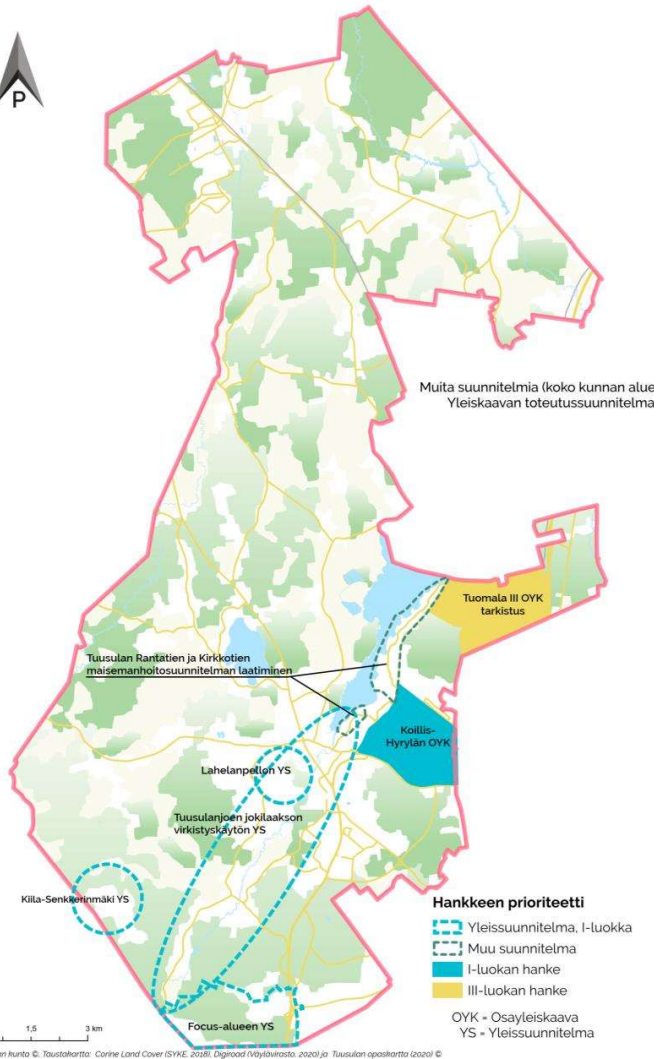 P
Muita suunnitelmia (koko kunnan alue
Yleiskaavan toteutussuunnitelma
Tuomala III OYK
tarkistus
Tuusulan Rantatien ja Kirkkotien
maisemanhoitosuunnitelman laatiminen
Koillis-
Hyrylän OYK
Lahelanpellon YS
Tuusulanjoen jokilaakson
virkistyskäytön YS
Kiila-Senkkerinmäki YS
Focus-alueen YS
Hankkeen prioriteetti
Yleissuunnitelma, I-luokka
Muu suunnitelma
I-luokan hanke
III-luokan hanke
OYK = Osayleiskaava
YS = Yleissuunnitelma
1,5 3 km
n kunta ©, Taustakartta: Corine Land Cover (SYKE, 2018), Digiroad (Väylävirasto, 2020) ja Tuusulan opaskartta (2020) ©